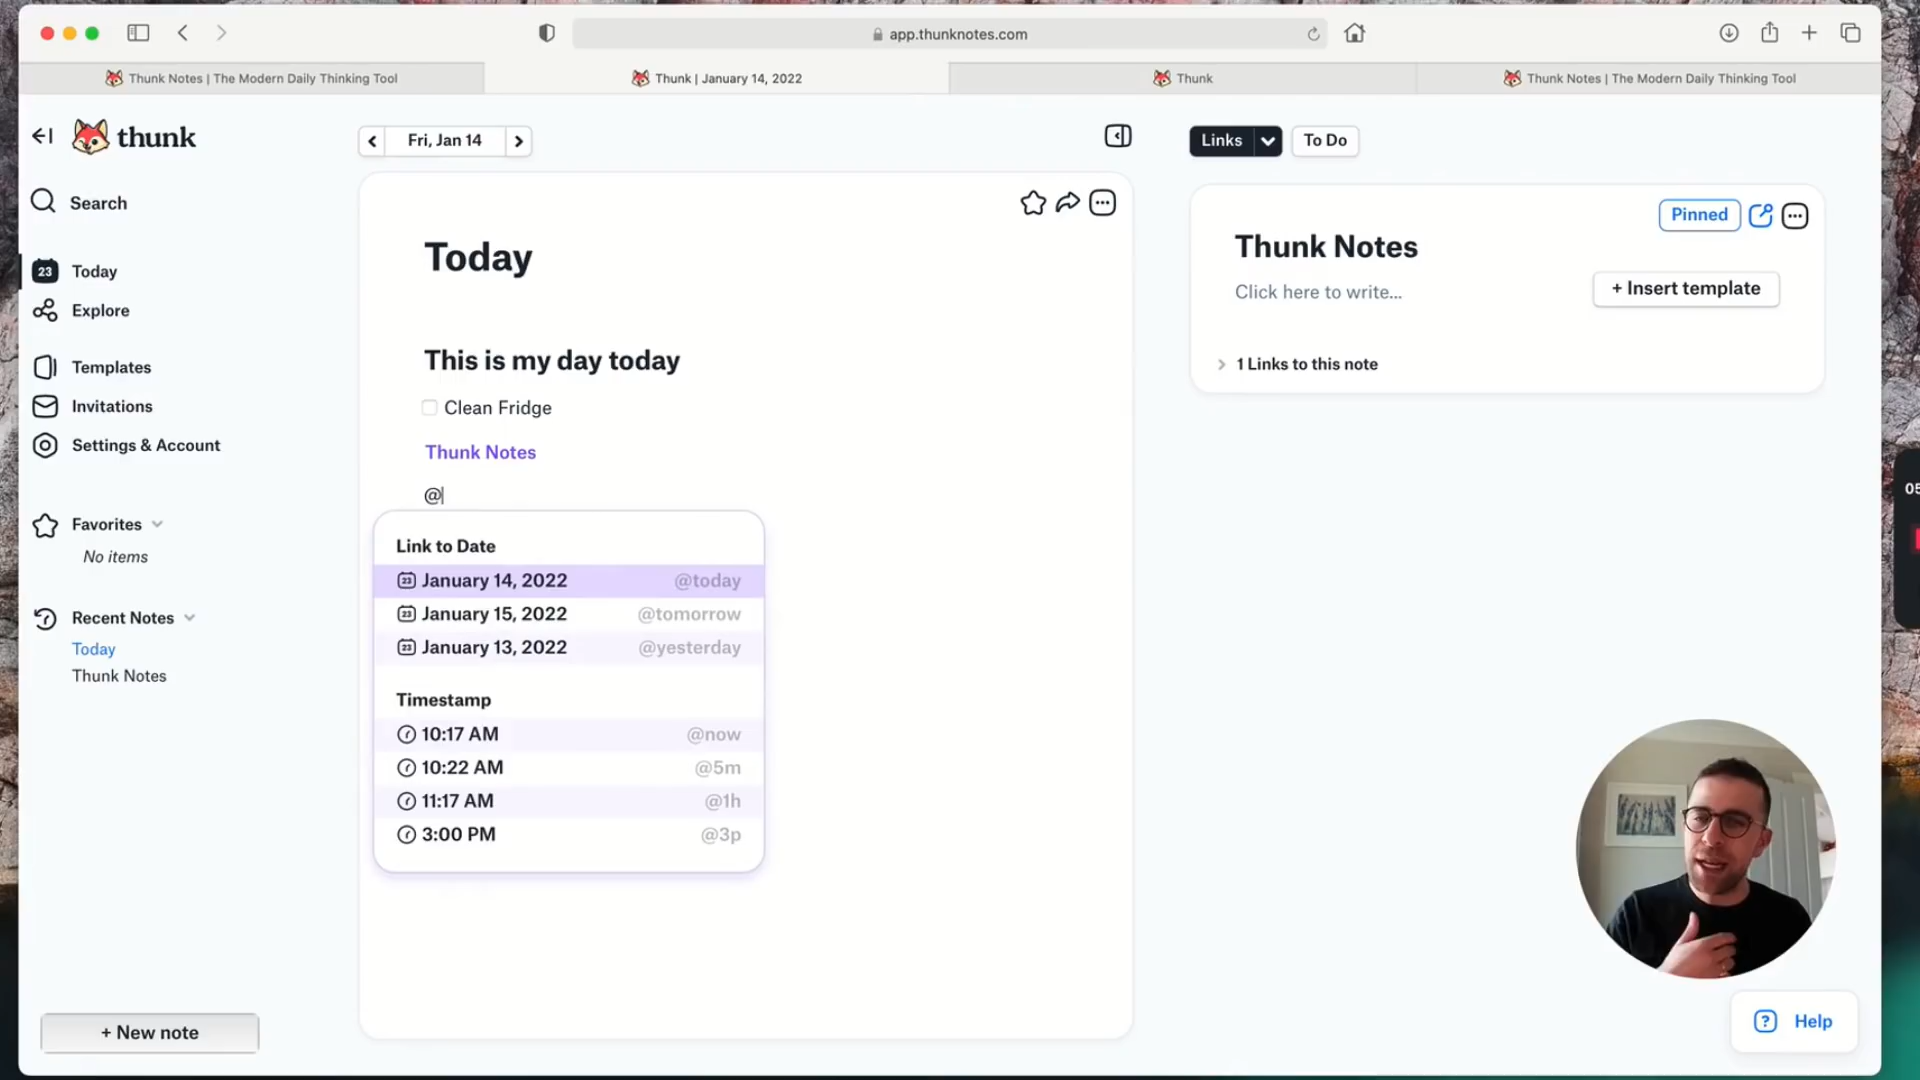 app.thunknotes.com
Thunk Notes | The Modern Daily Thinking Tool
Thunk | January 14, 2022
Thunk
Thunk Notes | The Modern Daily Thinking Tool
thunk
Search
23 Today
Explore
Templates
Invitations
Settings & Account
Favorites
No items
Recent Notes
Today
Thunk Notes
+ New note
Fri, Jan 14
Today
This is my day today
Clean Fridge
Thunk Notes
@
Link to Date
23 January 14, 2022 @today
23 January 15, 2022 @tomorrow
23 January 13, 2022 @yesterday
Timestamp
10:17 AM @now
10:22 AM @5m
11:17 AM @1h
3:00 PM @3p
Links
To Do
Pinned
Thunk Notes
Click here to write...
+ Insert template
1 Links to this note
05
? Help